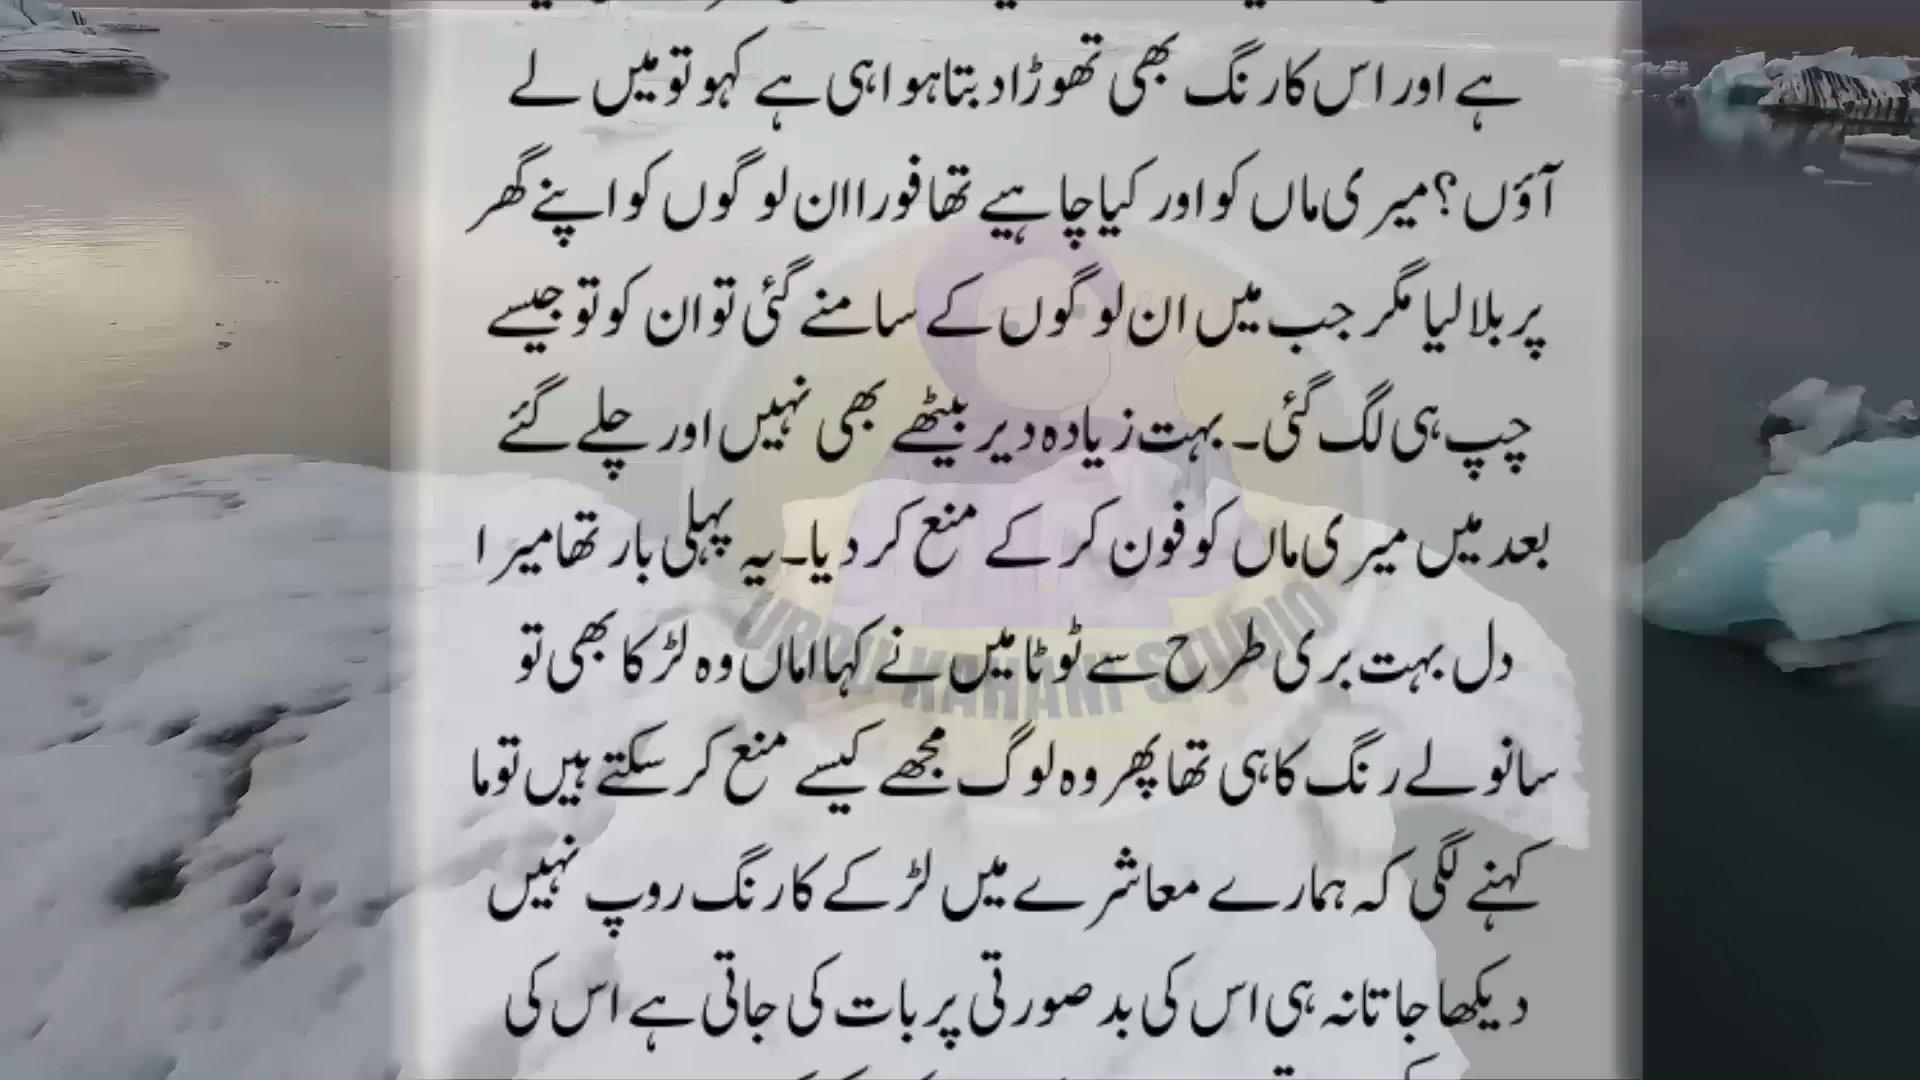 ہے اور اس کا رنگ بھی تھوڑا دبتا ہوا ہی ہے کہو تو میں لے
آؤں؟ میری ماں کو اور کیا چاہیے تھا فورا ان لوگوں کو اپنے گھر
پر بلا لیا مگر جب میں ان لوگوں کے سامنے گئی تو ان کو تو جیسے
چپ ہی لگ گئی۔ بہت زیادہ دیر بیٹھے بھی نہیں اور چلے گئے
بعد میں میری ماں کو فون کر کے منع کر دیا۔ یہ پہلی بار تھا میرا
دل بہت بری طرح سے ٹوٹا میں نے کہا اماں وہ لڑکا بھی تو
سانولے رنگ کا ہی تھا پھر وہ لوگ مجھے کیسے منع کر سکتے ہیں تو ما
کہنے لگی کہ ہمارے معاشرے میں لڑکے کا رنگ روپ نہیں
دیکھا جاتا نہ ہی اس کی بد صورتی پر بات کی جاتی ہے اس کی
URDU KAHANI STUDIO